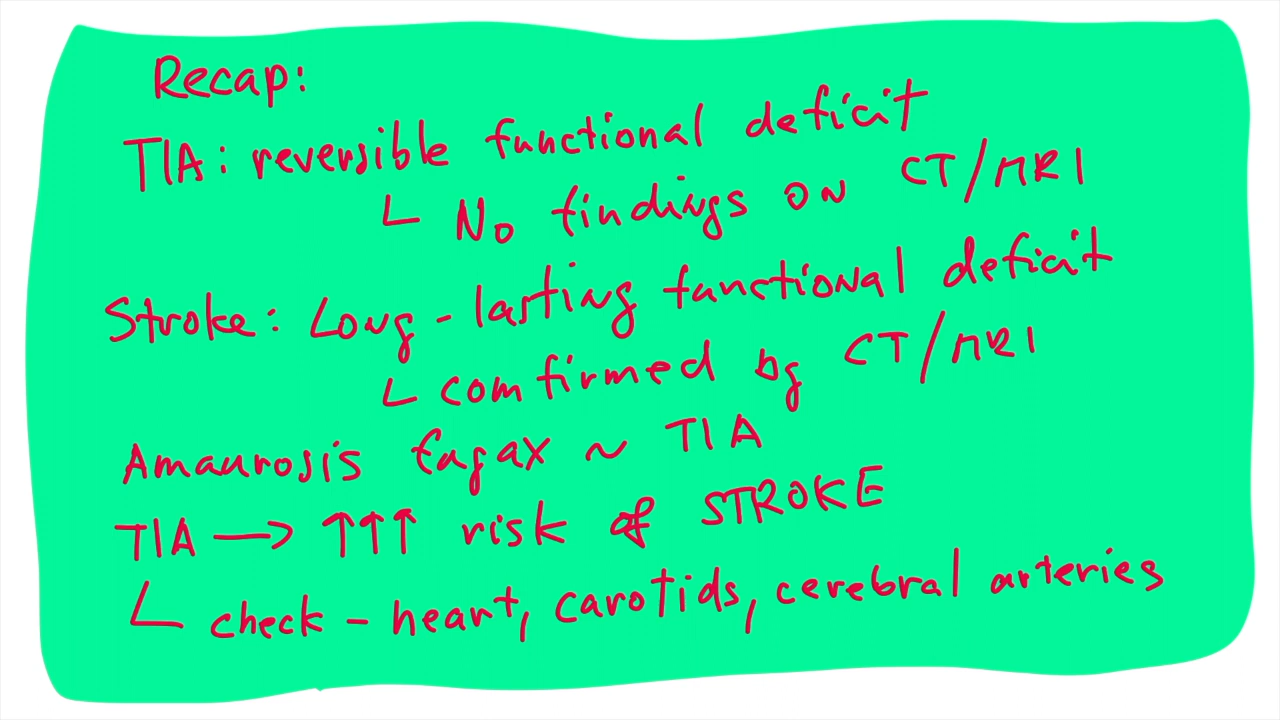 Recap:
TIA: reversible functional deficit
└ No findings on CT/MRI
Stroke: Long-lasting functional deficit
└ comfirmed by CT/MRI
Amaurosis fugax ~ TIA
TIA → ↑↑↑ risk of STROKE
└ check - heart, carotids, cerebral arteries